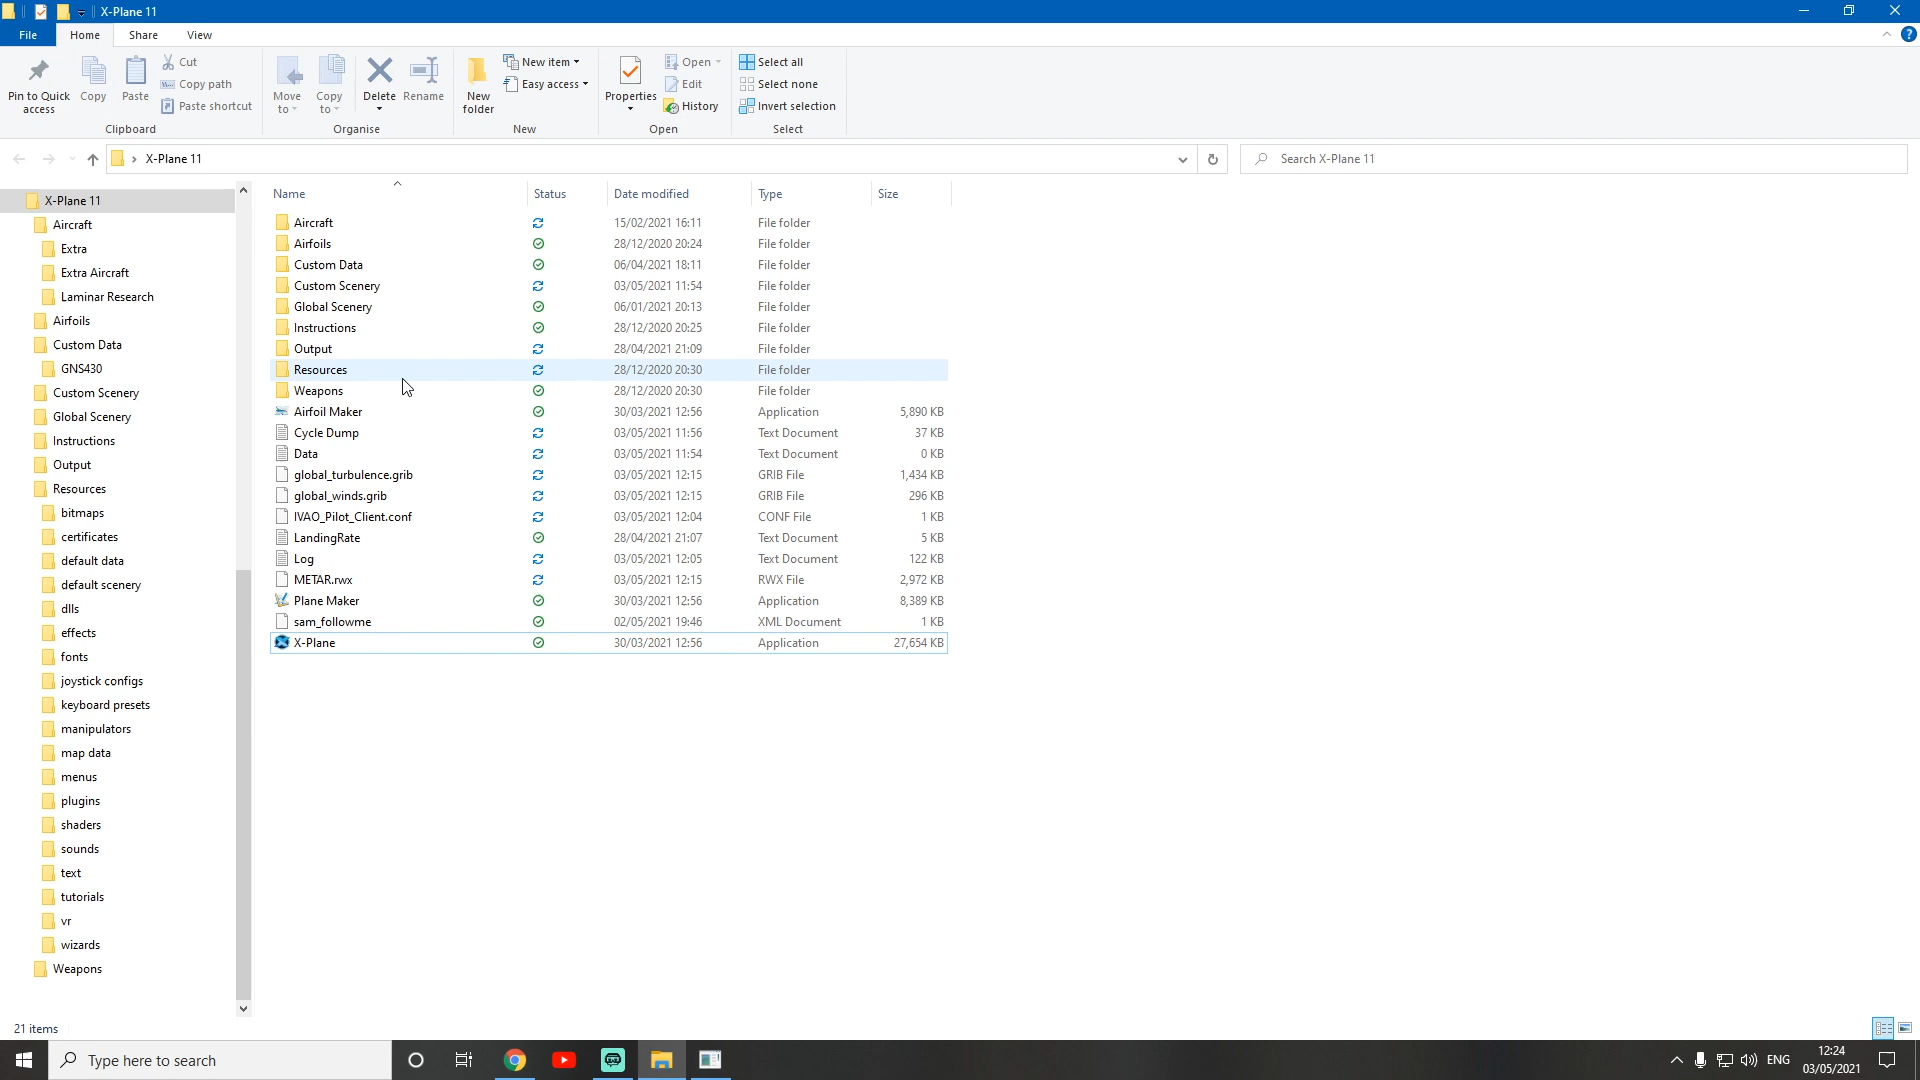 X-Plane 11
File Home Share View
Pin to Quick access
Copy
Paste
Cut
Copy path
Paste shortcut
Clipboard
Move to
Copy to
Delete
Rename
Organise
New folder
New item
Easy access
New
Properties
Open
Edit
History
Open
Select all
Select none
Invert selection
Select
X-Plane 11
Search X-Plane 11
X-Plane 11
Aircraft
Extra
Extra Aircraft
Laminar Research
Airfoils
Custom Data
GNS430
Custom Scenery
Global Scenery
Instructions
Output
Resources
bitmaps
certificates
default data
default scenery
dlls
effects
fonts
joystick configs
keyboard presets
manipulators
map data
menus
plugins
shaders
sounds
text
tutorials
vr
wizards
Weapons
Name Status Date modified Type Size
Aircraft 15/02/2021 16:11 File folder
Airfoils 28/12/2020 20:24 File folder
Custom Data 06/04/2021 18:11 File folder
Custom Scenery 03/05/2021 11:54 File folder
Global Scenery 06/01/2021 20:13 File folder
Instructions 28/12/2020 20:25 File folder
Output 28/04/2021 21:09 File folder
Resources 28/12/2020 20:30 File folder
Weapons 28/12/2020 20:30 File folder
Airfoil Maker 30/03/2021 12:56 Application 5,890 KB
Cycle Dump 03/05/2021 11:56 Text Document 37 KB
Data 03/05/2021 11:54 Text Document 0 KB
global_turbulence.grib 03/05/2021 12:15 GRIB File 1,434 KB
global_winds.grib 03/05/2021 12:15 GRIB File 296 KB
IVAO_Pilot_Client.conf 03/05/2021 12:04 CONF File 1 KB
LandingRate 28/04/2021 21:07 Text Document 5 KB
Log 03/05/2021 12:05 Text Document 122 KB
METAR.rwx 03/05/2021 12:15 RWX File 2,972 KB
Plane Maker 30/03/2021 12:56 Application 8,389 KB
sam_followme 02/05/2021 19:46 XML Document 1 KB
X-Plane 30/03/2021 12:56 Application 27,654 KB
21 items
Type here to search
ENG
12:24
03/05/2021